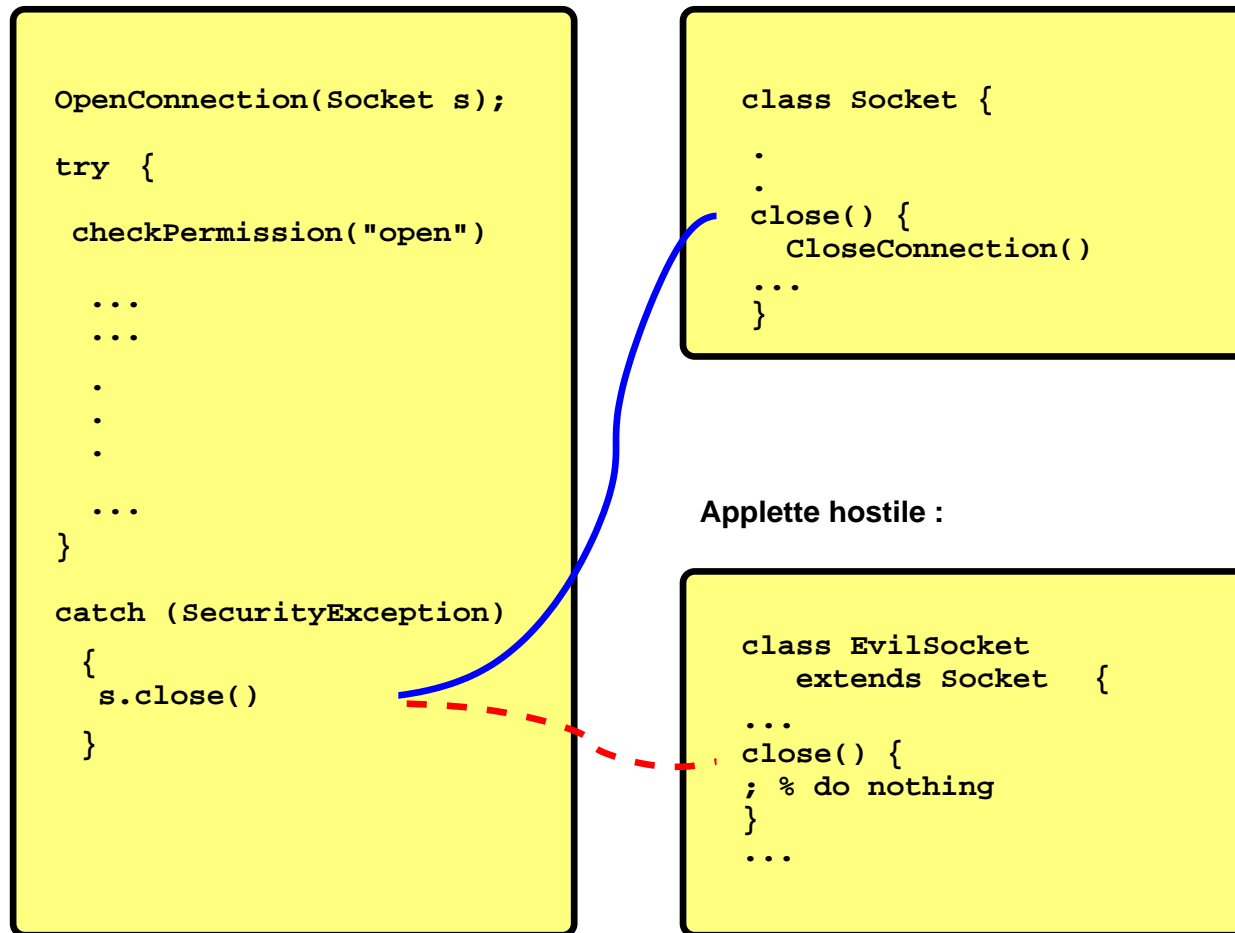 OpenConnection(Socket s);
try {
checkPermission("open")
...
...
.
.
.
...
}
catch (SecurityException)
{
s.close()
}
class Socket {
.
.
close() {
CloseConnection()
...
}
Applette hostile :
class EvilSocket
extends Socket {
...
close() {
; % do nothing
}
...